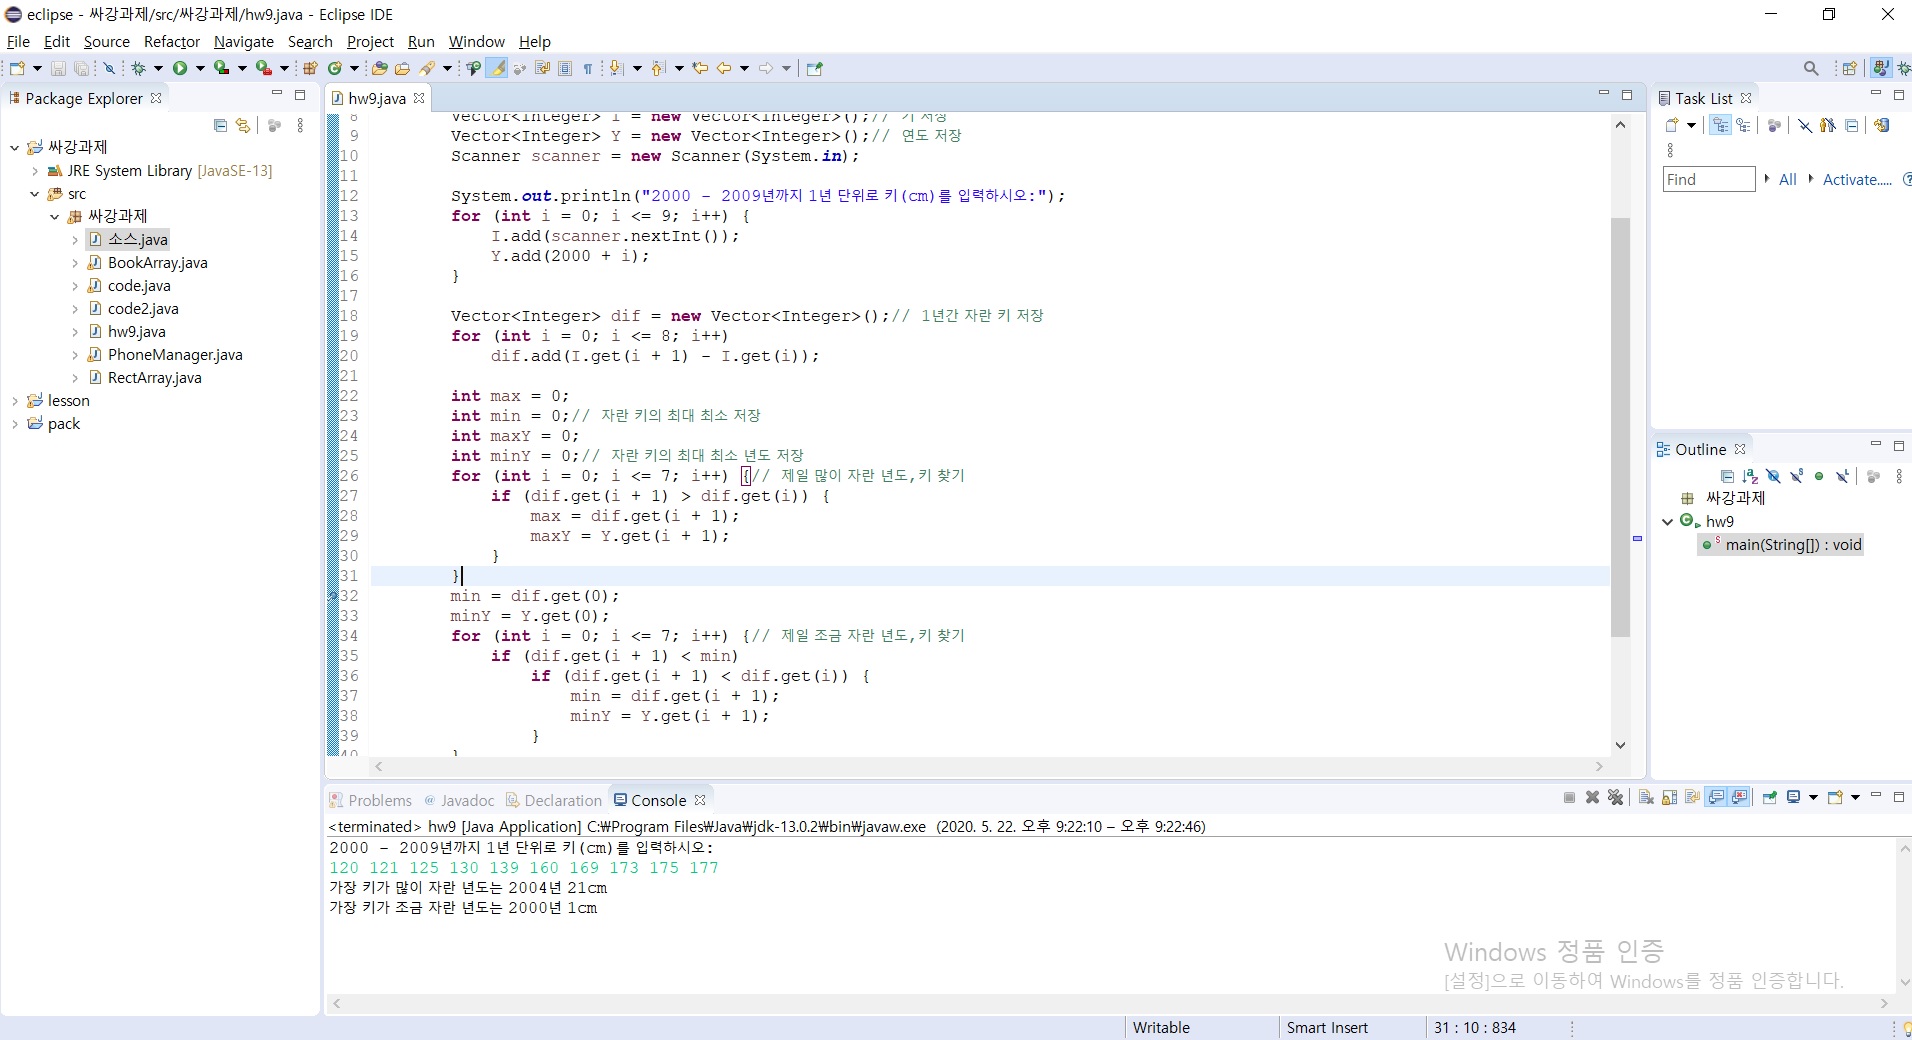 eclipse - 싸강과제/src/싸강과제/hw9.java - Eclipse IDE
File Edit Source Refactor Navigate Search Project Run Window Help
Package Explorer
싸강과제
JRE System Library [JavaSE-13]
src
싸강과제
소스.java
BookArray.java
code.java
code2.java
hw9.java
PhoneManager.java
RectArray.java
lesson
pack
hw9.java
8 Vector<Integer> I = new Vector<Integer>();// 키 저장
9 Vector<Integer> Y = new Vector<Integer>();// 연도 저장
10 Scanner scanner = new Scanner(System.in);
11
12 System.out.println("2000 - 2009년까지 1년 단위로 키(cm)를 입력하시오:");
13 for (int i = 0; i <= 9; i++) {
14 I.add(scanner.nextInt());
15 Y.add(2000 + i);
16 }
17
18 Vector<Integer> dif = new Vector<Integer>();// 1년간 자란 키 저장
19 for (int i = 0; i <= 8; i++)
20 dif.add(I.get(i + 1) - I.get(i));
21
22 int max = 0;
23 int min = 0;// 자란 키의 최대 최소 저장
24 int maxY = 0;
25 int minY = 0;// 자란 키의 최대 최소 년도 저장
26 for (int i = 0; i <= 7; i++) {// 제일 많이 자란 년도,키 찾기
27 if (dif.get(i + 1) > dif.get(i)) {
28 max = dif.get(i + 1);
29 maxY = Y.get(i + 1);
30 }
31 }
32 min = dif.get(0);
33 minY = Y.get(0);
34 for (int i = 0; i <= 7; i++) {// 제일 조금 자란 년도,키 찾기
35 if (dif.get(i + 1) < min)
36 if (dif.get(i + 1) < dif.get(i)) {
37 min = dif.get(i + 1);
38 minY = Y.get(i + 1);
39 }
40 }
Task List
Find All Activate.....
Outline
싸강과제
hw9
main(String[]) : void
Problems @ Javadoc Declaration Console
<terminated> hw9 [Java Application] C:₩Program Files₩Java₩jdk-13.0.2₩bin₩javaw.exe (2020. 5. 22. 오후 9:22:10 – 오후 9:22:46)
2000 - 2009년까지 1년 단위로 키(cm)를 입력하시오:
120 121 125 130 139 160 169 173 175 177
가장 키가 많이 자란 년도는 2004년 21cm
가장 키가 조금 자란 년도는 2000년 1cm
Windows 정품 인증
[설정]으로 이동하여 Windows를 정품 인증합니다.
Writable Smart Insert 31 : 10 : 834